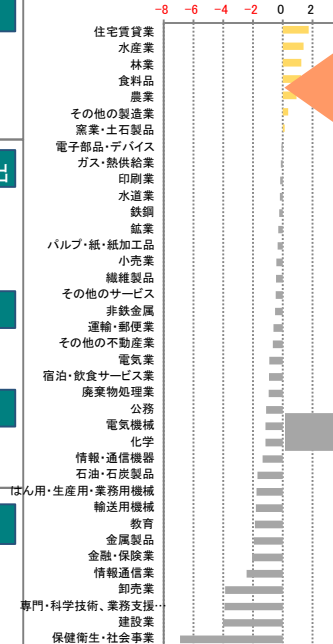 -8 -6 -4 -2 0 2
住宅賃貸業
水産業
林業
食料品
農業
その他の製造業
窯業・土石製品
出
電子部品・デバイス
ガス・熱供給業
印刷業
水道業
鉄鋼
鉱業
パルプ・紙・紙加工品
小売業
繊維製品
その他のサービス
非鉄金属
運輸・郵便業
その他の不動産業
電気業
宿泊・飲食サービス業
廃棄物処理業
公務
電気機械
化学
情報・通信機器
石油・石炭製品
はん用・生産用・業務用機械
輸送用機械
教育
金属製品
金融・保険業
情報通信業
卸売業
専門・科学技術、業務支援…
建設業
保健衛生・社会事業